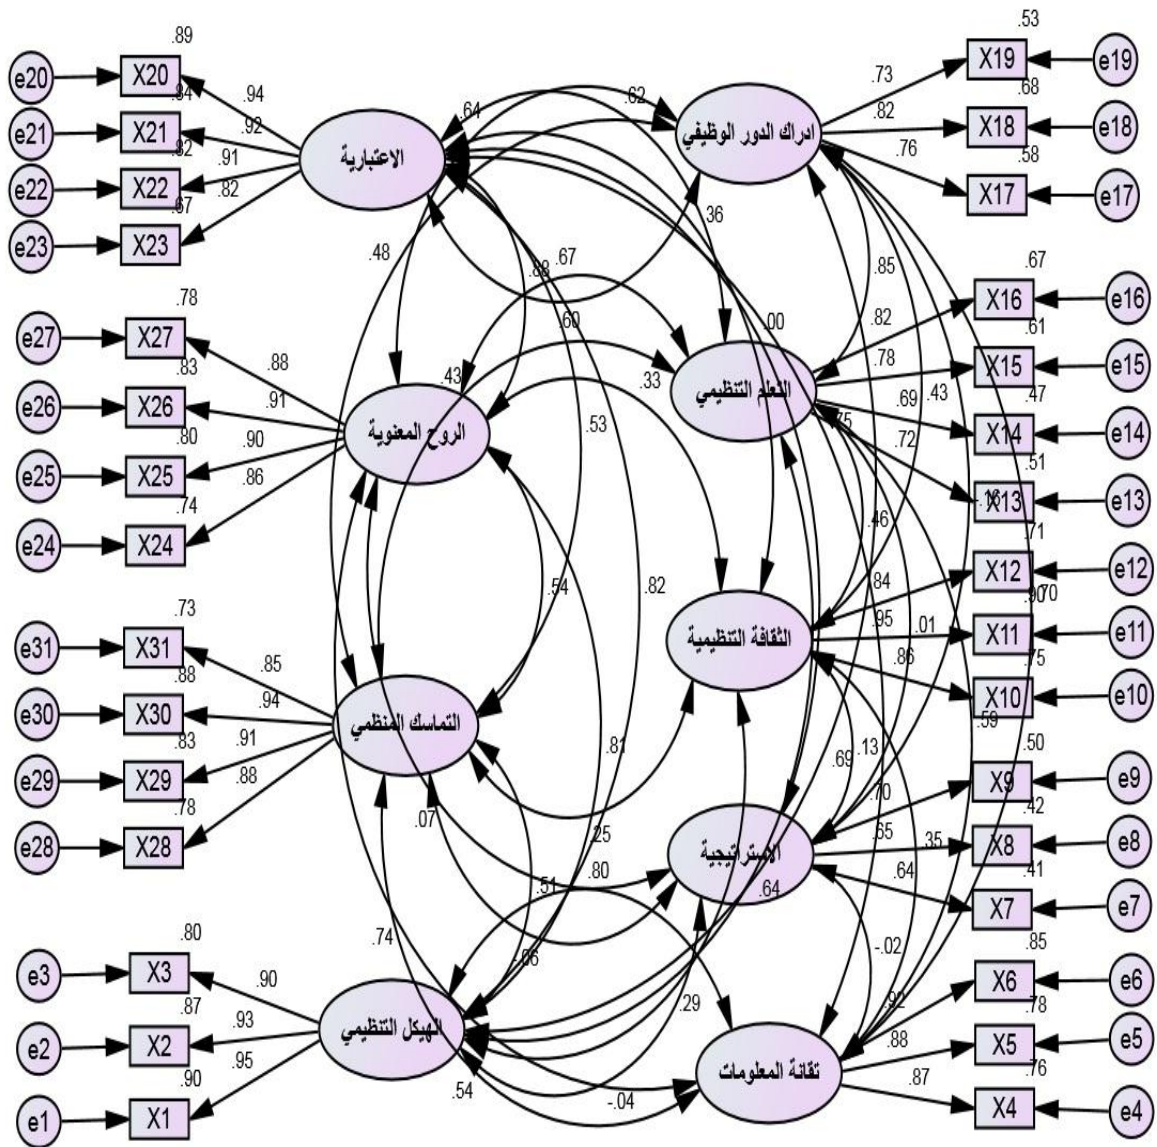 .89
e20
X20
.94
.84
e21
X21
.92
.82
e22
X22
.91
.67
e23
X23
.82
الاعتبارية
.78
e27
X27
.88
.83
e26
X26
.91
.80
e25
X25
.90
.74
e24
X24
.86
الروح المعنوية
.73
e31
X31
.85
.88
e30
X30
.94
.83
e29
X29
.91
.78
e28
X28
.88
التماسك المنظمي
.80
e3
X3
.90
.87
e2
X2
.93
.90
e1
X1
.95
الهيكل التنظيمي
.64
.62
.36
.48
.67
.88
.60
.00
.43
.33
.53
.54
.82
.81
.07
.25
.51
.80
.74
-.06
.64
.29
.54
-.04
.85
.69
.43
.75
-.16
.46
.95
.01
.59
.69
.13
.65
.35
-.02
ادراك الدور الوظيفي
.53
.73
X19
e19
.68
.82
X18
e18
.58
.76
X17
e17
التعلم التنظيمي
.67
.82
X16
e16
.61
.78
X15
e15
.47
X14
e14
.51
.72
X13
e13
الثقافة التنظيمية
.71
.84
X12
e12
.90
.70
X11
e11
.75
.86
X10
e10
الاستراتيجية
.50
.70
X9
e9
.42
X8
e8
.41
.64
X7
e7
تقانة المعلومات
.85
.92
X6
e6
.78
.88
X5
e5
.76
.87
X4
e4